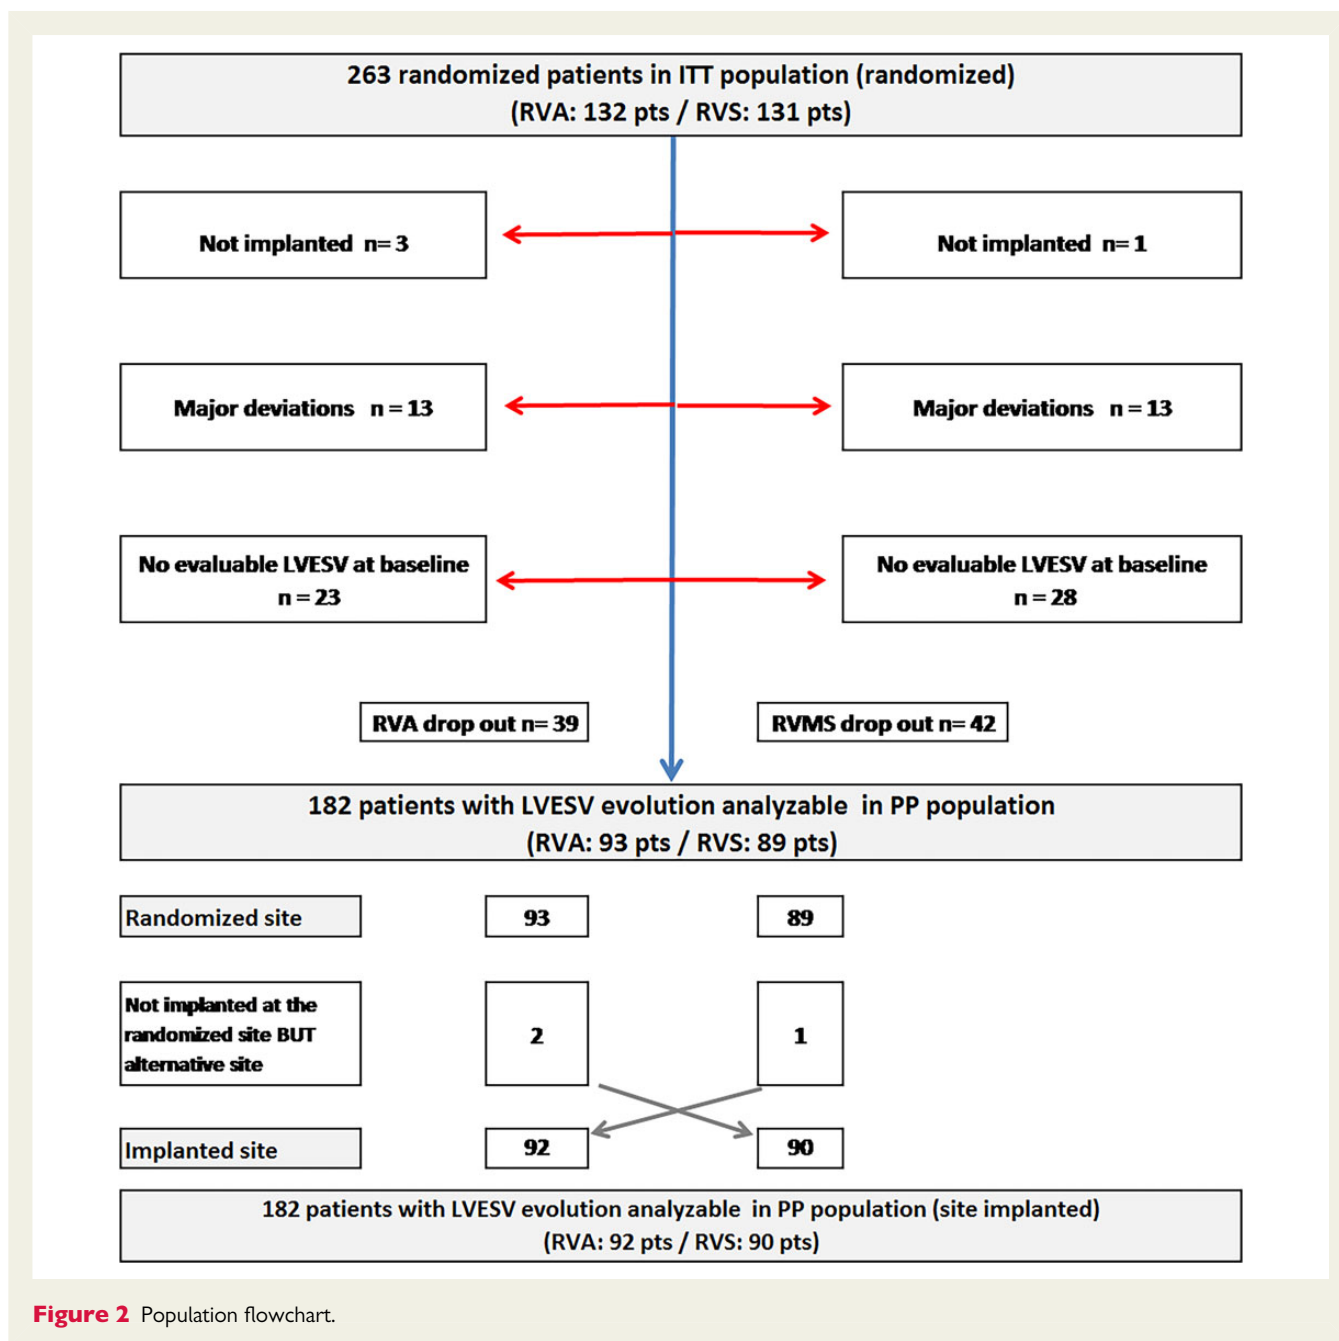 263 randomized patients in ITT population (randomized)
(RVA: 132 pts / RVS: 131 pts)
Not implanted n= 3
Not implanted n= 1
Major deviations n = 13
Major deviations n = 13
No evaluable LVESV at baseline
n = 23
No evaluable LVESV at baseline
n = 28
RVA drop out n= 39
RVMS drop out n= 42
182 patients with LVESV evolution analyzable in PP population
(RVA: 93 pts / RVS: 89 pts)
Randomized site
93
89
Not implanted at the
randomized site BUT
alternative site
2
1
Implanted site
92
90
182 patients with LVESV evolution analyzable in PP population (site implanted)
(RVA: 92 pts / RVS: 90 pts)
Figure 2 Population flowchart.